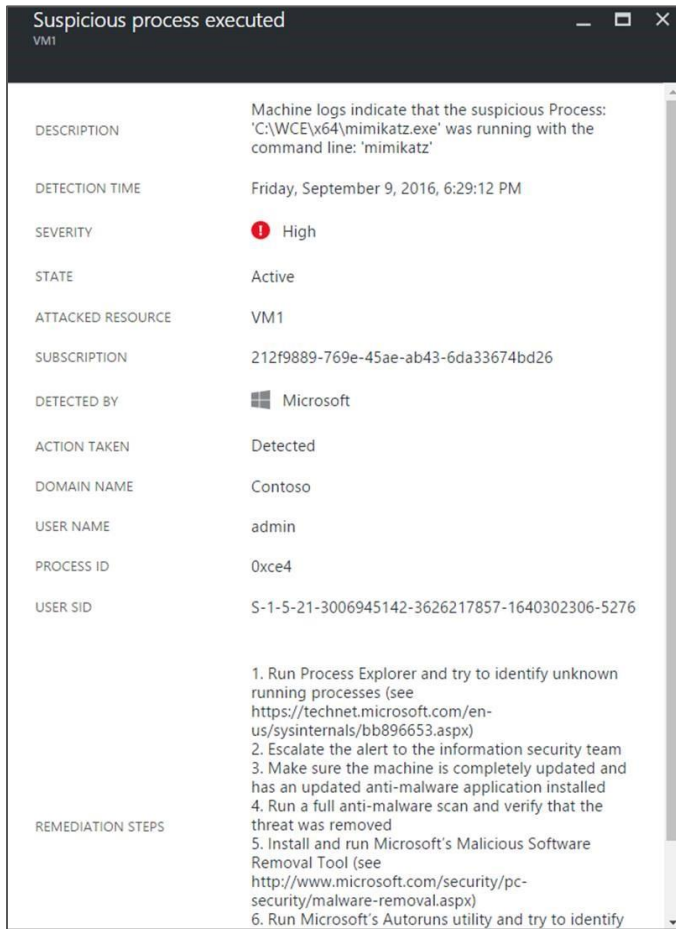 Suspicious process executed
VM1
DESCRIPTION
Machine logs indicate that the suspicious Process:
'C:\WCE\x64\mimikatz.exe' was running with the
command line: 'mimikatz'
DETECTION TIME
Friday, September 9, 2016, 6:29:12 PM
SEVERITY
High
STATE
Active
ATTACKED RESOURCE
VM1
SUBSCRIPTION
212f9889-769e-45ae-ab43-6da33674bd26
DETECTED BY
Microsoft
ACTION TAKEN
Detected
DOMAIN NAME
Contoso
USER NAME
admin
PROCESS ID
0xce4
USER SID
S-1-5-21-3006945142-3626217857-1640302306-5276
REMEDIATION STEPS
1. Run Process Explorer and try to identify unknown
running processes (see
https://technet.microsoft.com/en-
us/sysinternals/bb896653.aspx)
2. Escalate the alert to the information security team
3. Make sure the machine is completely updated and
has an updated anti-malware application installed
4. Run a full anti-malware scan and verify that the
threat was removed
5. Install and run Microsoft's Malicious Software
Removal Tool (see
http://www.microsoft.com/security/pc-
security/malware-removal.aspx)
6. Run Microsoft's Autoruns utility and try to identify